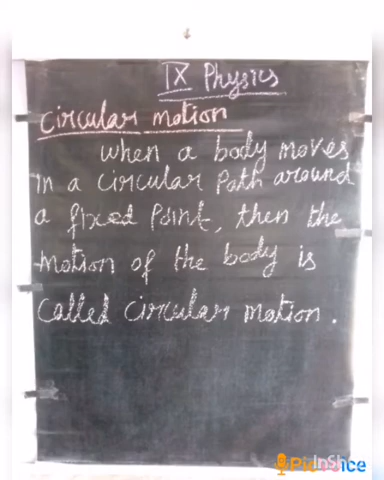 IX Physics
circular motion
when a body moves
in a circular path around
a fixed point, then the
motion of the body is
called circular motion.